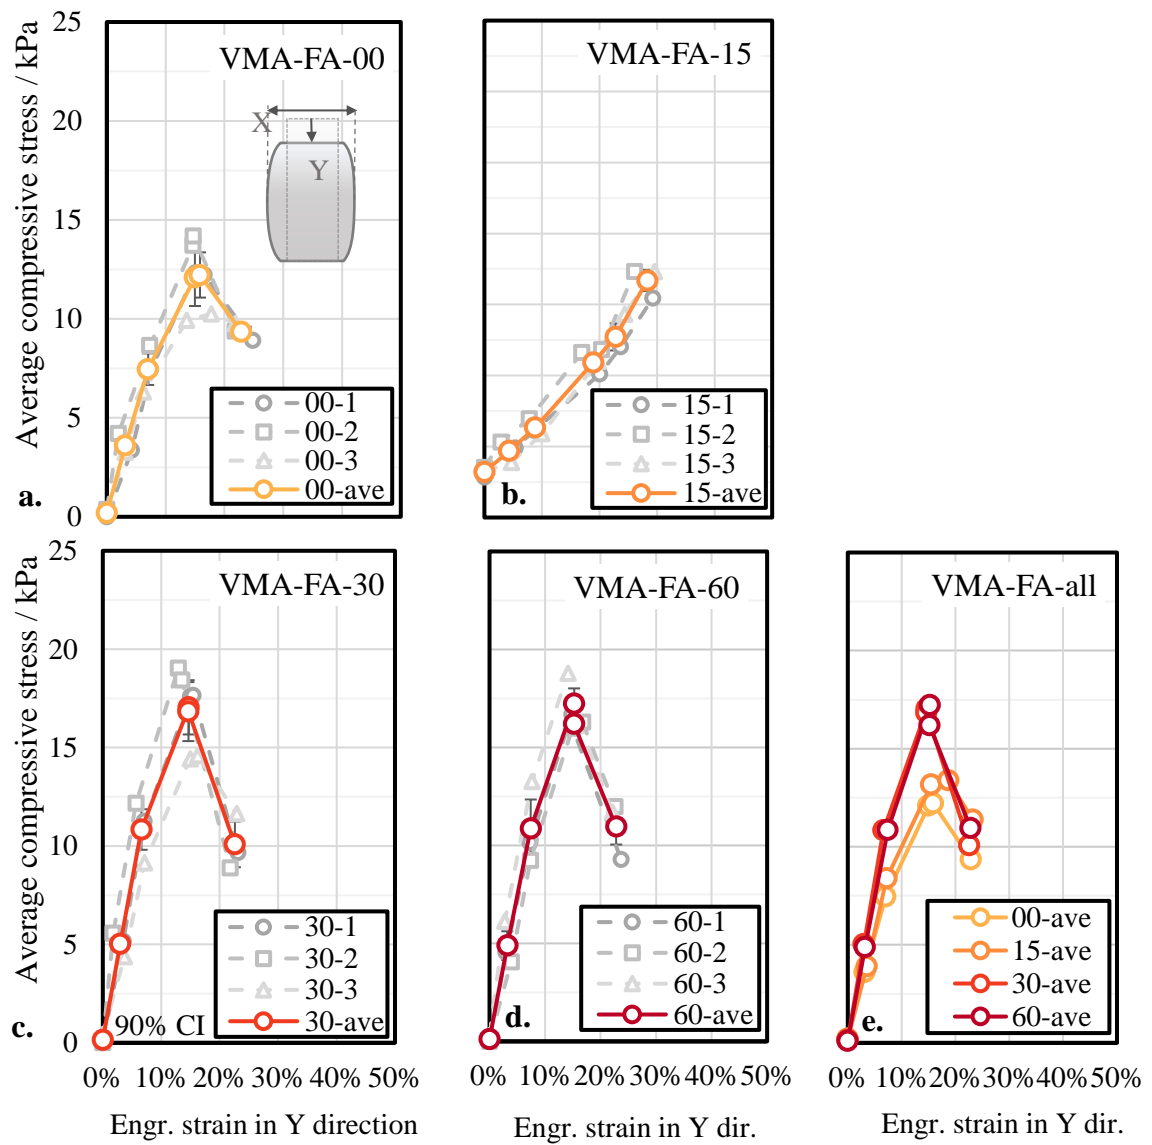 Average compressive stress / kPa
25
20
15
10
5
0
VMA-FA-00
X
Y
00-1
00-2
00-3
00-ave
a.
VMA-FA-15
15-1
15-2
15-3
15-ave
b.
Average compressive stress / kPa
25
20
15
10
5
0
VMA-FA-30
30-1
30-2
30-3
30-ave
90% CI
c.
0% 10% 20% 30% 40% 50%
Engr. strain in Y direction
VMA-FA-60
60-1
60-2
60-3
60-ave
d.
0% 10% 20% 30% 40% 50%
Engr. strain in Y dir.
VMA-FA-all
00-ave
15-ave
30-ave
60-ave
e.
0% 10% 20% 30% 40% 50%
Engr. strain in Y dir.